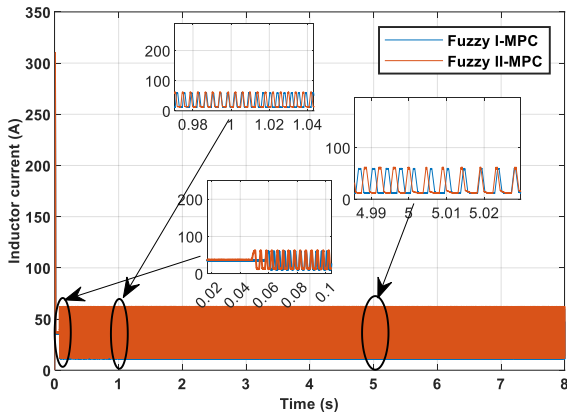 350
300
250
200
150
100
50
0
Inductor current (A)
0 1 2 3 4 5 6 7 8
Time (s)
Fuzzy I-MPC
Fuzzy II-MPC
200
100
0
0.98 1 1.02 1.04
100
0
4.99 5 5.01 5.02
200
100
0
0.02 0.04 0.06 0.08 0.1